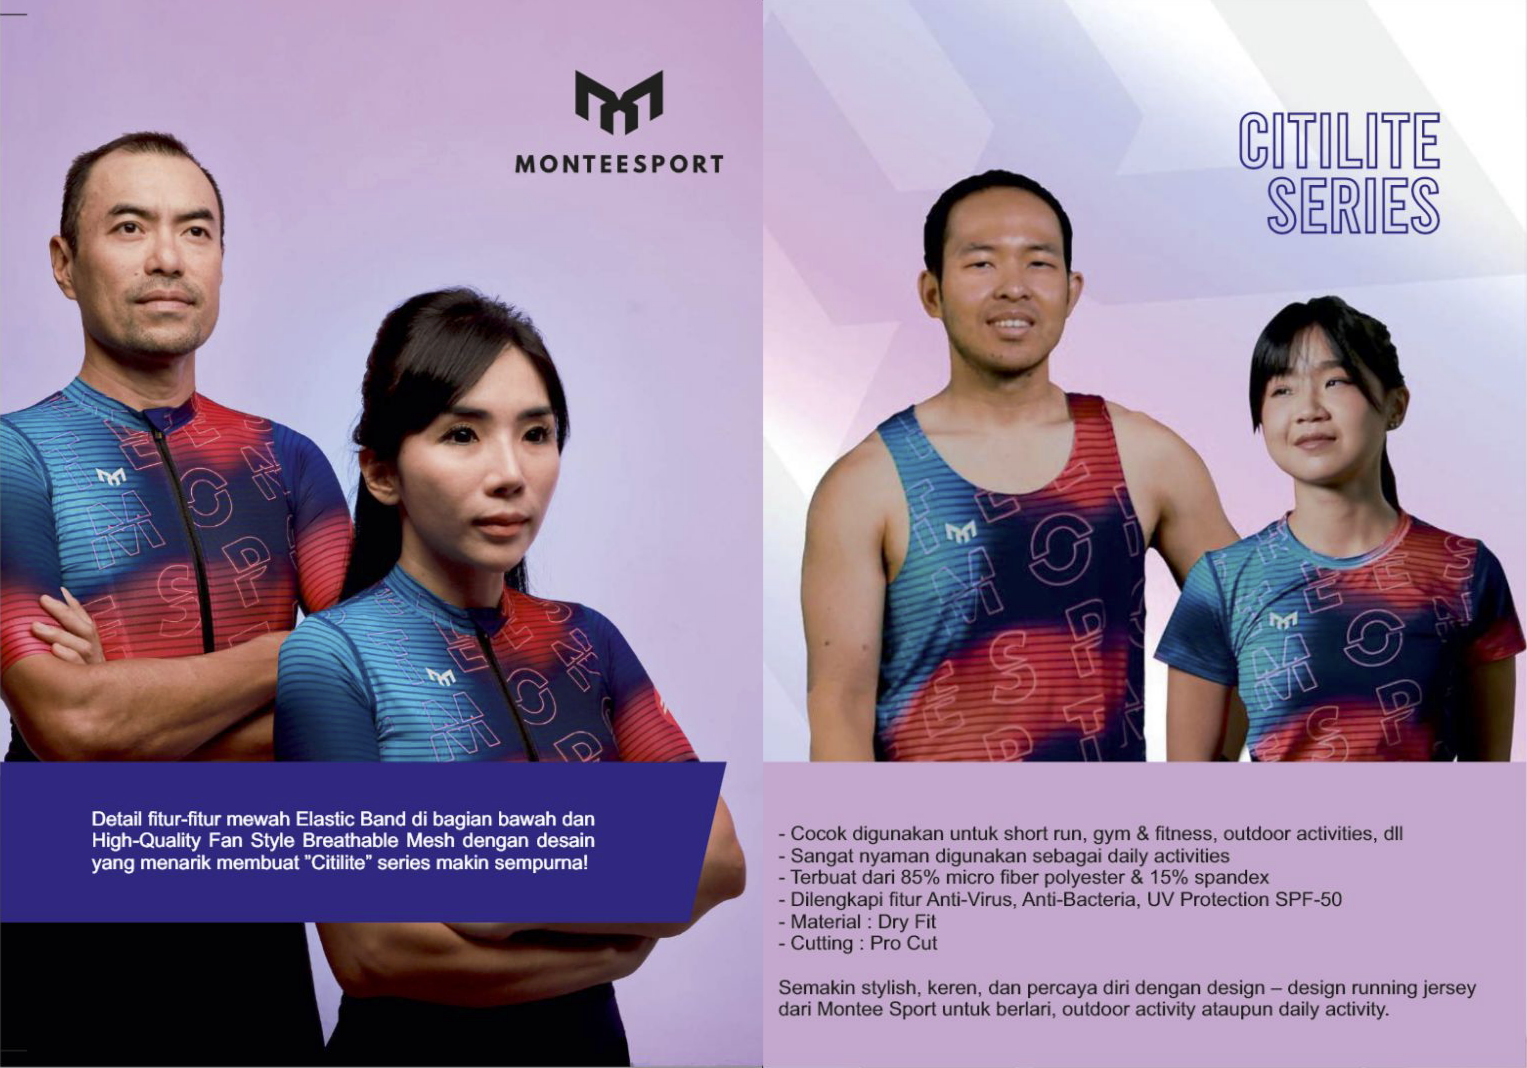 MONTEESPORT
Detail fitur-fitur mewah Elastic Band di bagian bawah dan
High-Quality Fan Style Breathable Mesh dengan desain
yang menarik membuat "Citilite" series makin sempurna!
CITILITE
SERIES
- Cocok digunakan untuk short run, gym & fitness, outdoor activities, dll
- Sangat nyaman digunakan sebagai daily activities
- Terbuat dari 85% micro fiber polyester & 15% spandex
- Dilengkapi fitur Anti-Virus, Anti-Bacteria, UV Protection SPF-50
- Material : Dry Fit
- Cutting : Pro Cut
Semakin stylish, keren, dan percaya diri dengan design – design running jersey
dari Montee Sport untuk berlari, outdoor activity ataupun daily activity.